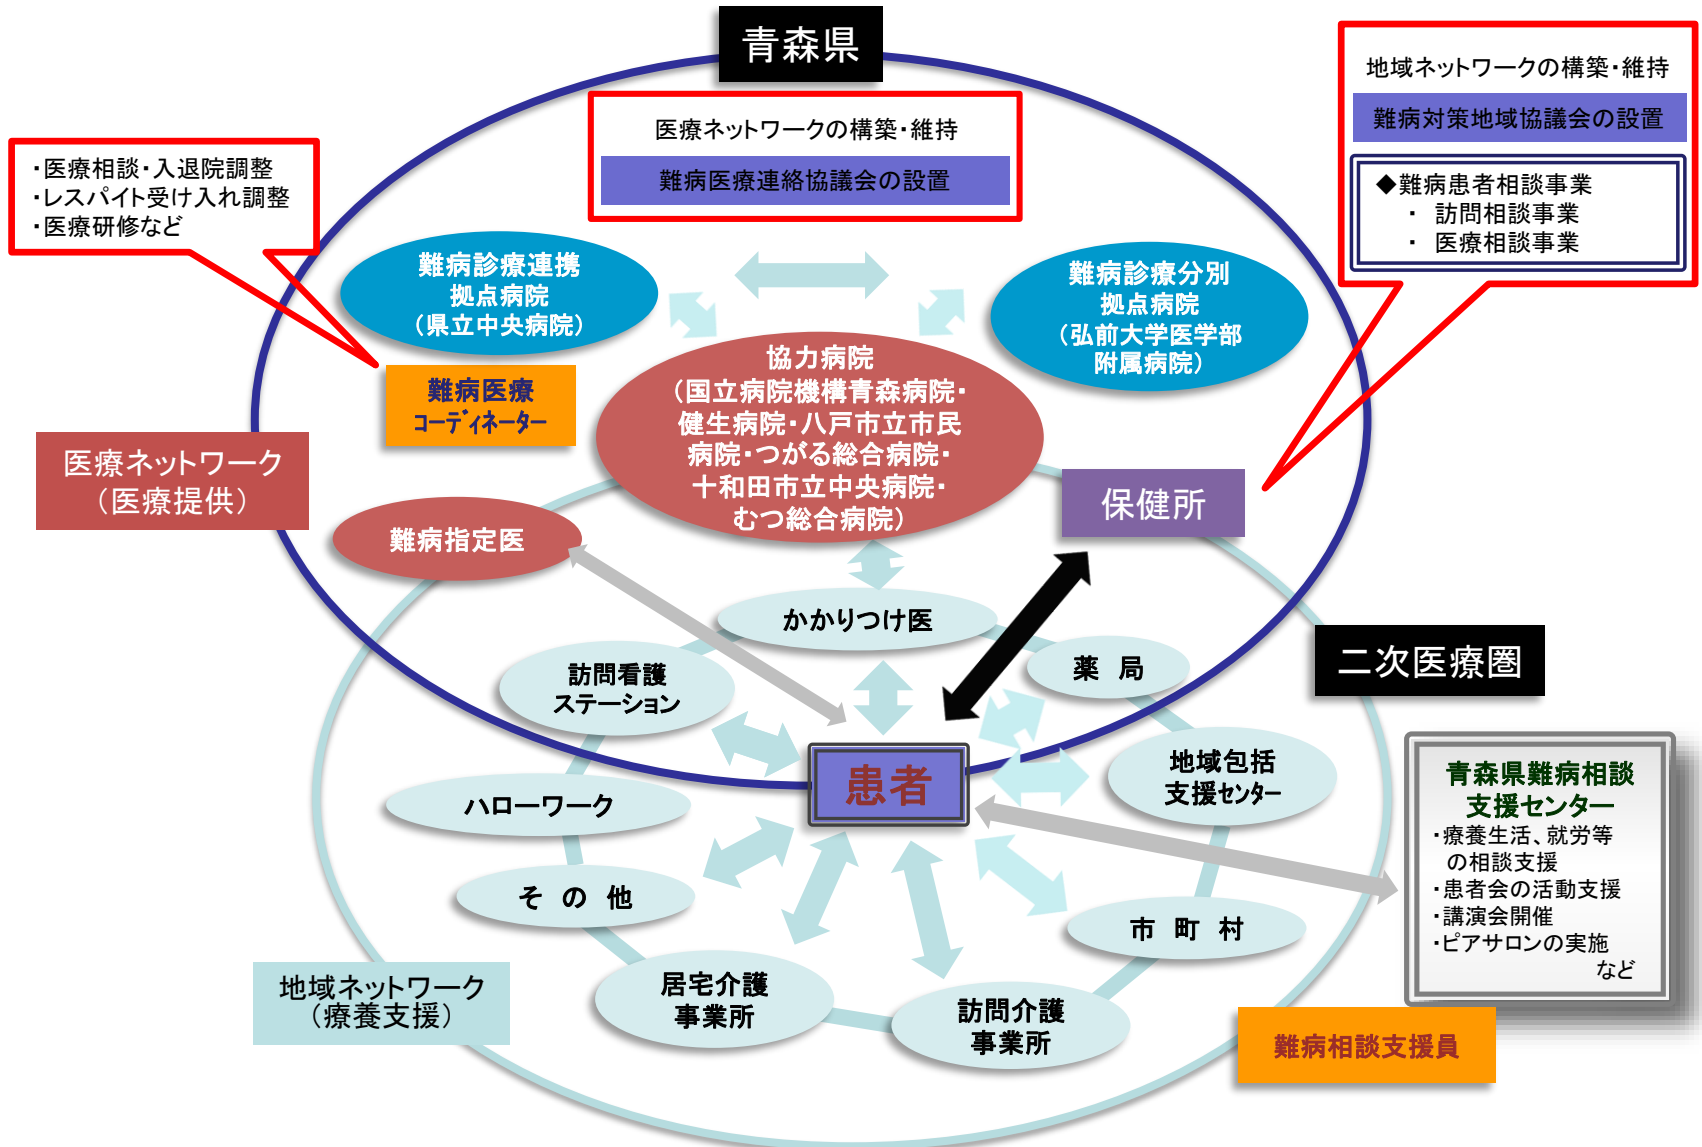 青森県
地域ネットワークの構築・維持
難病対策地域協議会の設置
◆難病患者相談事業
・ 訪問相談事業
・ 医療相談事業
医療ネットワークの構築・維持
難病医療連絡協議会の設置
・医療相談・入退院調整
・レスパイト受け入れ調整
・医療研修など
難病診療連携
拠点病院
（県立中央病院）
難病診療分別
拠点病院
（弘前大学医学部
附属病院）
協力病院
（国立病院機構青森病院・
健生病院・八戸市立市民
病院・つがる総合病院・
十和田市立中央病院・
むつ総合病院）
難病医療
コーディネーター
医療ネットワーク
（医療提供）
保健所
難病指定医
かかりつけ医
訪問看護
ステーション
薬 局
二次医療圏
患者
地域包括
支援センター
ハローワーク
青森県難病相談
支援センター
・療養生活、就労等
の相談支援
・患者会の活動支援
・講演会開催
・ピアサロンの実施
など
そ の 他
市 町 村
地域ネットワーク
（療養支援）
居宅介護
事業所
訪問介護
事業所
難病相談支援員